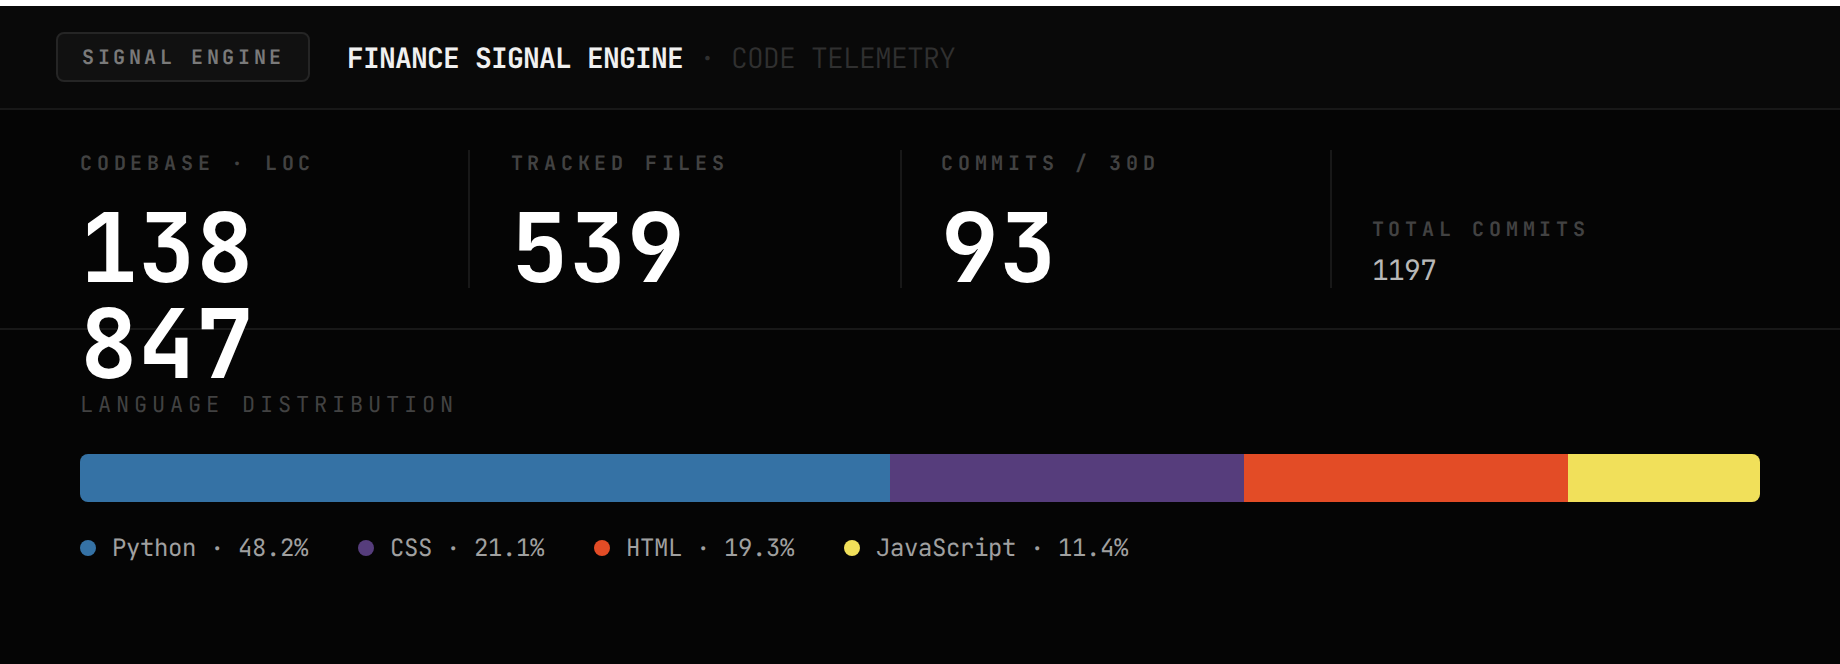 SIGNAL ENGINE
FINANCE SIGNAL ENGINE · CODE TELEMETRY
CODEBASE · LOC
138
847
TRACKED FILES
539
COMMITS / 30D
93
TOTAL COMMITS
1197
LANGUAGE DISTRIBUTION
Python · 48.2% CSS · 21.1% HTML · 19.3% JavaScript · 11.4%